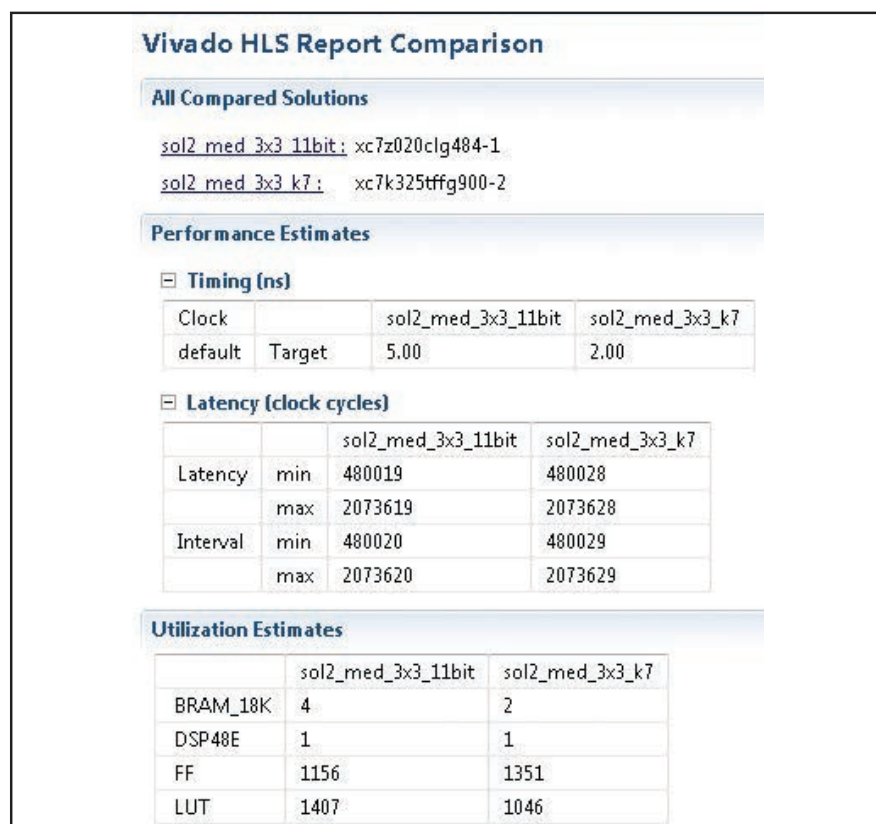 Vivado HLS Report Comparison
All Compared Solutions
sol2_med_3x3_11bit: xc7z020clg484-1
sol2_med_3x3_k7: xc7k325tffg900-2
Performance Estimates
Timing (ns)
Clock sol2_med_3x3_11bit sol2_med_3x3_k7
default Target 5.00 2.00
Latency (clock cycles)
sol2_med_3x3_11bit sol2_med_3x3_k7
Latency min 480019 480028
max 2073619 2073628
Interval min 480020 480029
max 2073620 2073629
Utilization Estimates
sol2_med_3x3_11bit sol2_med_3x3_k7
BRAM_18K 4 2
DSP48E 1 1
FF 1156 1351
LUT 1407 1046